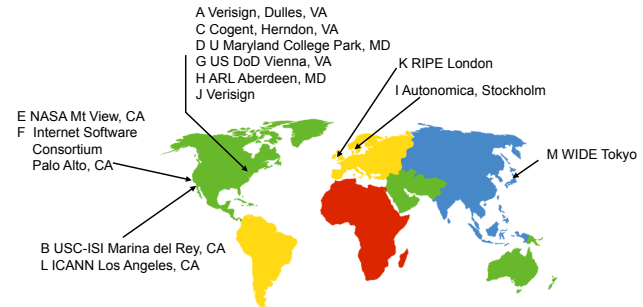 A Verisign, Dulles, VA
C Cogent, Herndon, VA
D U Maryland College Park, MD
G US DoD Vienna, VA
H ARL Aberdeen, MD
J Verisign
K RIPE London
I Autonomica, Stockholm
E NASA Mt View, CA
F Internet Software
Consortium
Palo Alto, CA
M WIDE Tokyo
B USC-ISI Marina del Rey, CA
L ICANN Los Angeles, CA